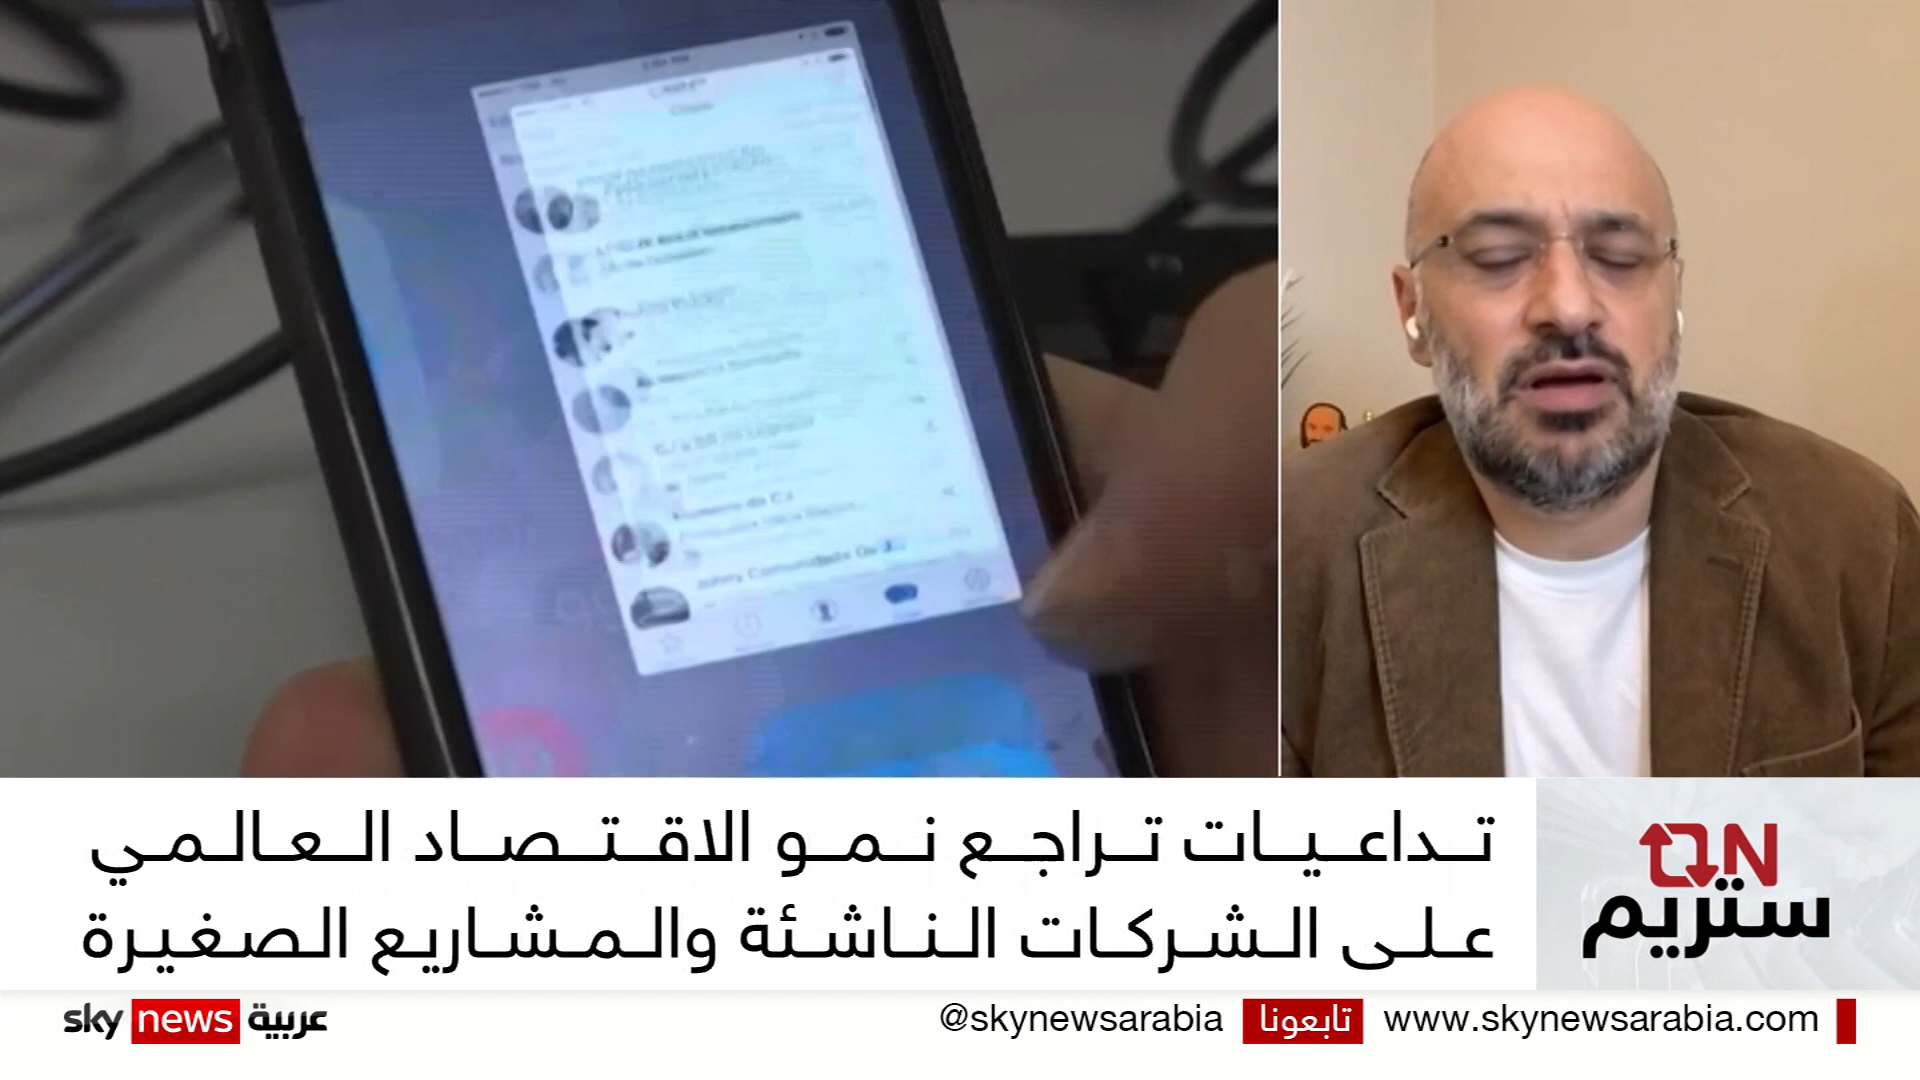 تداعيات تراجع نمو الاقتصاد العالمي
على الشركات الناشئة والمشاريع الصغيرة
ON
ستريم
sky news عربية
@skynewsarabia تابعونا www.skynewsarabia.com